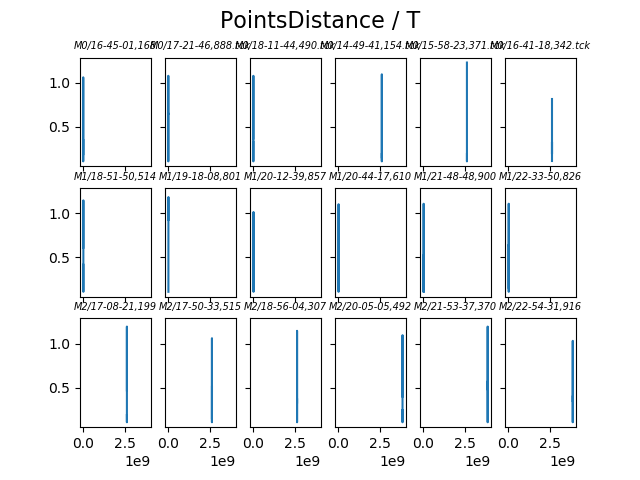 PointsDistance / T
M0/16-45-01,168 M0/17-21-46,888.tck M0/18-11-44,490.tck M0/14-49-41,154.tck M0/15-58-23,371.tck M0/16-41-18,342.tck
1.0
0.5
M1/18-51-50,514 M1/19-18-08,801 M1/20-12-39,857 M1/20-44-17,610 M1/21-48-48,900 M1/22-33-50,826
1.0
0.5
M2/17-08-21,199 M2/17-50-33,515 M2/18-56-04,307 M2/20-05-05,492 M2/21-53-37,370 M2/22-54-31,916
1.0
0.5
0.0 2.5 0.0 2.5 0.0 2.5 0.0 2.5 0.0 2.5 0.0 2.5
1e9 1e9 1e9 1e9 1e9 1e9